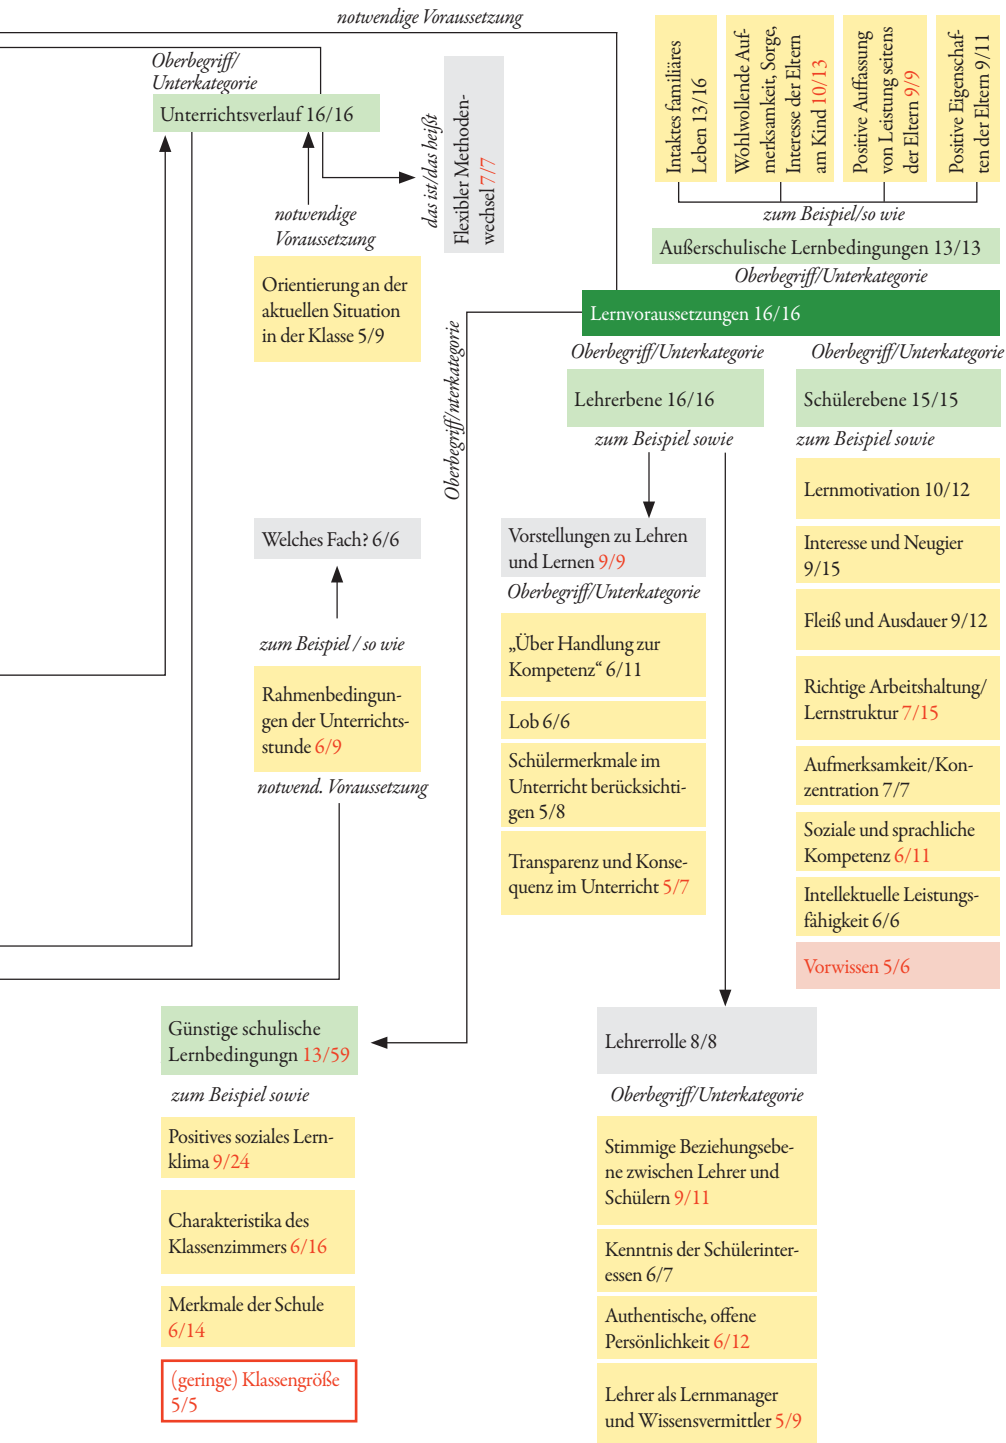 notwendige Voraussetzung
Oberbegriff/
Unterkategorie
Unterrichtsverlauf 16/16
das ist/das heißt
Flexibler Methoden-
wechsel 7/7
notwendige
Voraussetzung
Orientierung an der
aktuellen Situation
in der Klasse 5/9
Intaktes familiäres
Leben 13/16
Wohlwollende Auf-
merksamkeit, Sorge,
Interesse der Eltern
am Kind 10/13
Positive Auffassung
von Leistung seitens
der Eltern 9/9
Positive Eigenschaf-
ten der Eltern 9/11
zum Beispiel/so wie
Außerschulische Lernbedingungen 13/13
Oberbegriff/Unterkategorie
Lernvoraussetzungen 16/16
Oberbegriff/nterkategorie
Oberbegriff/Unterkategorie
Lehrerbene 16/16
zum Beispiel sowie
Oberbegriff/Unterkategorie
Schülerebene 15/15
zum Beispiel sowie
Lernmotivation 10/12
Interesse und Neugier
9/15
Fleiß und Ausdauer 9/12
Richtige Arbeitshaltung/
Lernstruktur 7/15
Aufmerksamkeit/Kon-
zentration 7/7
Soziale und sprachliche
Kompetenz 6/11
Intellektuelle Leistungs-
fähigkeit 6/6
Vorwissen 5/6
Welches Fach? 6/6
zum Beispiel / so wie
Rahmenbedingun-
gen der Unterrichts-
stunde 6/9
notwend. Voraussetzung
Vorstellungen zu Lehren
und Lernen 9/9
Oberbegriff/Unterkategorie
„Über Handlung zur
Kompetenz“ 6/11
Lob 6/6
Schülermerkmale im
Unterricht berücksichti-
gen 5/8
Transparenz und Konse-
quenz im Unterricht 5/7
Günstige schulische
Lernbedingungn 13/59
zum Beispiel sowie
Positives soziales Lern-
klima 9/24
Charakteristika des
Klassenzimmers 6/16
Merkmale der Schule
6/14
(geringe) Klassengröße
5/5
Lehrerrolle 8/8
Oberbegriff/Unterkategorie
Stimmige Beziehungsebe-
ne zwischen Lehrer und
Schülern 9/11
Kenntnis der Schülerinter-
essen 6/7
Authentische, offene
Persönlichkeit 6/12
Lehrer als Lernmanager
und Wissensvermittler 5/9